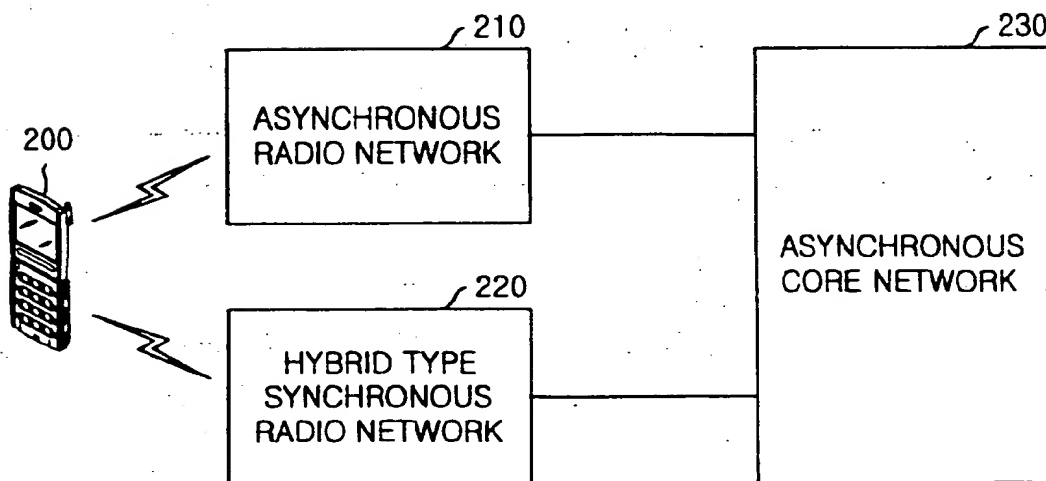 210
230
ASYNCHRONOUS
RADIO NETWORK
200
ASYNCHRONOUS
CORE NETWORK
220
HYBRID TYPE
SYNCHRONOUS
RADIO NETWORK